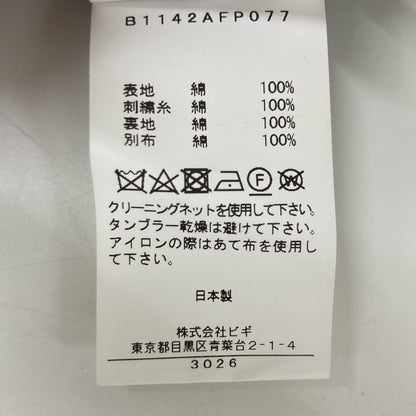 B1142AFP077
表地 綿 100%
刺繍糸 綿 100%
裏地 綿 100%
別布 綿 100%
F W
クリーニングネットを使用して下さい。
タンブラー乾燥は避けて下さい。
アイロンの際はあて布を使用し
て下さい。
日本製
株式会社ビギ
東京都目黒区青葉台2-1-4
3026